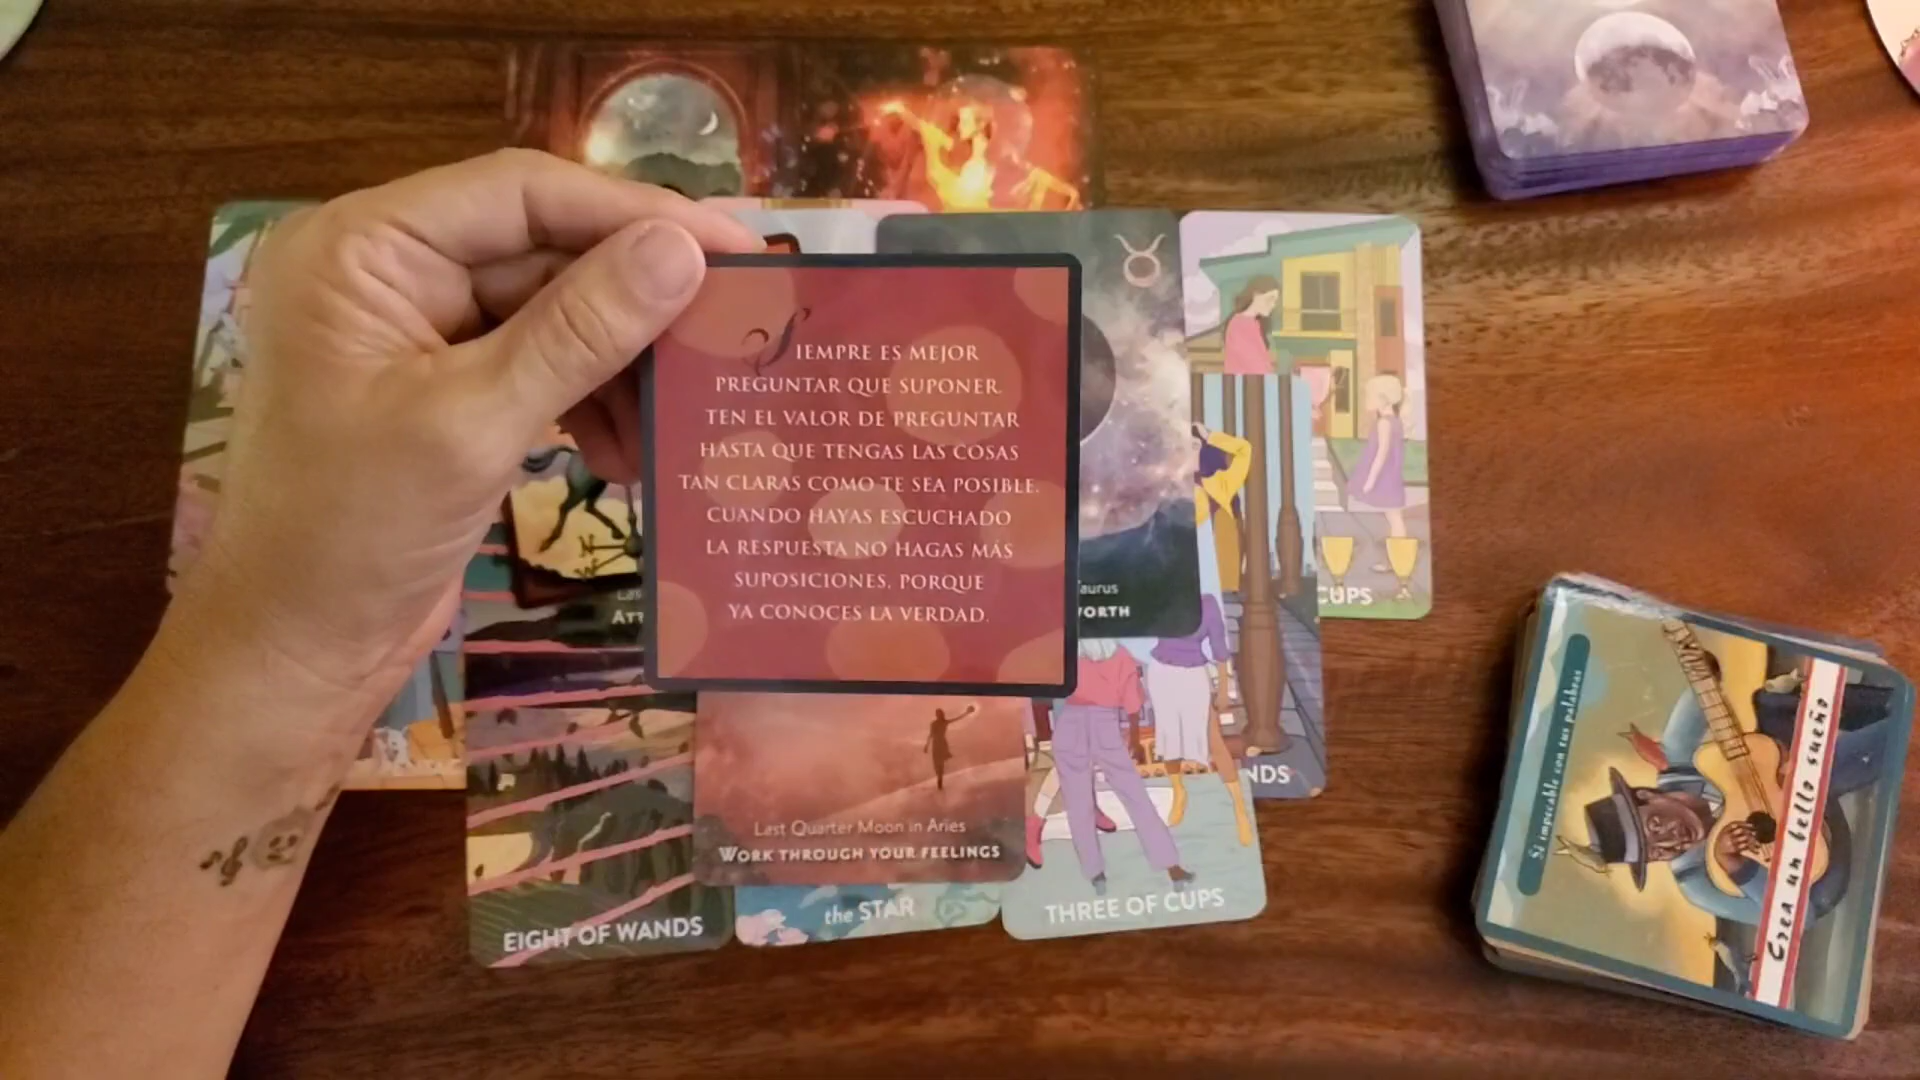 SIEMPRE ES MEJOR
PREGUNTAR QUE SUPONER.
TEN EL VALOR DE PREGUNTAR
HASTA QUE TENGAS LAS COSAS
TAN CLARAS COMO TE SEA POSIBLE.
CUANDO HAYAS ESCUCHADO
LA RESPUESTA NO HAGAS MÁS
SUPOSICIONES, PORQUE
YA CONOCES LA VERDAD.
Taurus
WORTH
CUPS
NDS
Last Quarter Moon in Aries
WORK THROUGH YOUR FEELINGS
EIGHT OF WANDS
the STAR
THREE OF CUPS
Sé impecable con tus palabras
Crea un bello sueño